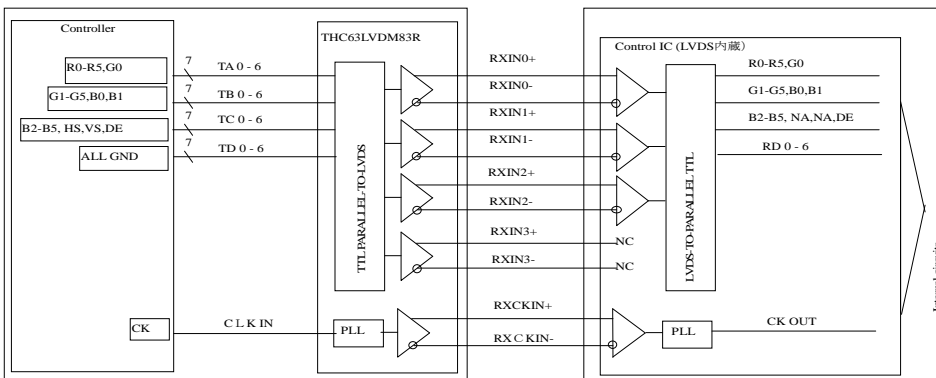 Controller
R0-R5,G0
G1-G5,B0,B1
B2-B5, HS,VS,DE
ALL GND
CK
7
TA 0 - 6
7
TB 0 - 6
7
TC 0 - 6
7
TD 0 - 6
C L K IN
THC63LVDM83R
TTL PARALLEL-TO-LVDS
PLL
RXIN0+
RXIN0-
RXIN1+
RXIN1-
RXIN2+
RXIN2-
RXIN3+
RXIN3-
RXCKIN+
RX C KIN-
Control IC (LVDS内蔵)
NC
NC
LVDS-TO-PARALLEL TTL
PLL
R0-R5,G0
G1-G5,B0,B1
B2-B5, NA,NA,DE
RD 0 - 6
CK OUT